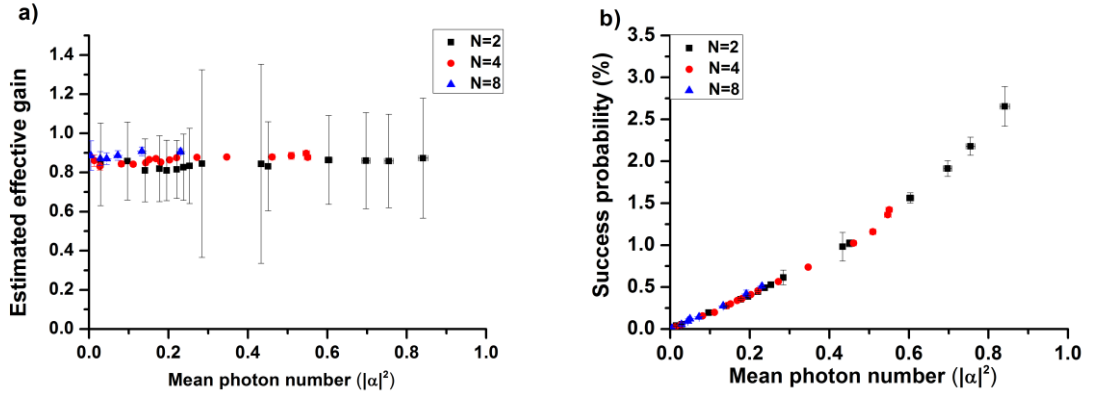 a)
1.4
1.2
1.0
0.8
0.6
0.4
0.2
0.0
Estimated effective gain
N=2
N=4
N=8
0.0 0.2 0.4 0.6 0.8 1.0
Mean photon number (|α|²)
b)
3.5
3.0
2.5
2.0
1.5
1.0
0.5
0.0
Success probability (%)
N=2
N=4
N=8
0.0 0.2 0.4 0.6 0.8 1.0
Mean photon number (|α|²)